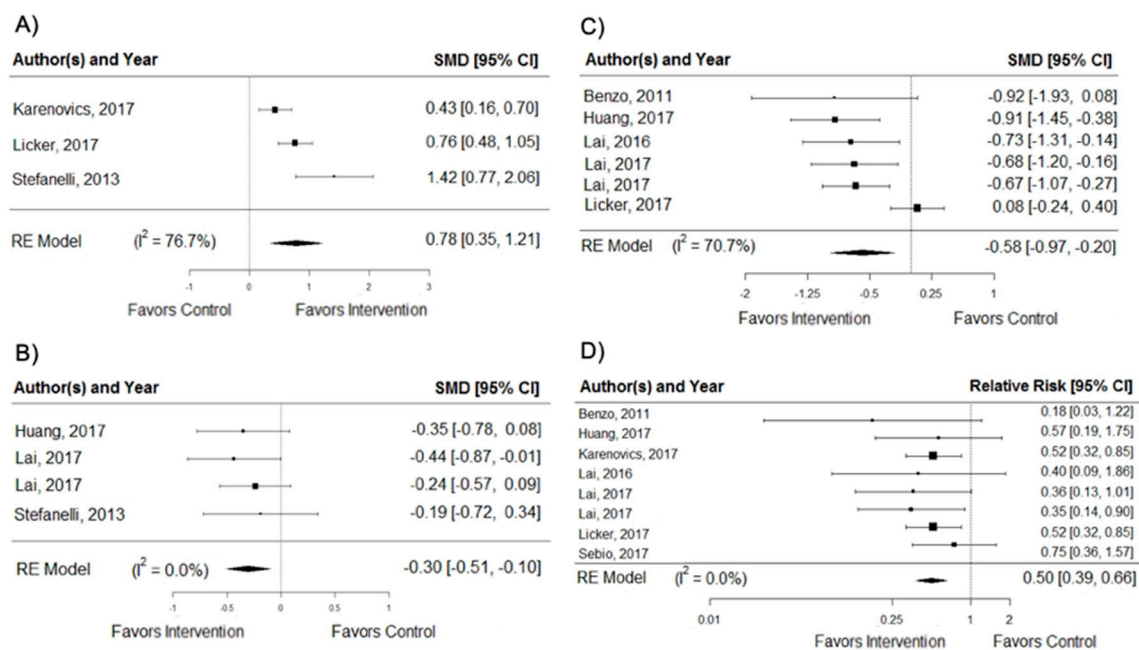 A)
Author(s) and Year SMD [95% CI]
Karenovics, 2017 0.43 [0.16, 0.70]
Licker, 2017 0.76 [0.48, 1.05]
Stefanelli, 2013 1.42 [0.77, 2.06]
RE Model (I² = 76.7%) 0.78 [0.35, 1.21]
-1 0 1 2 3
Favors Control Favors Intervention
B)
Author(s) and Year SMD [95% CI]
Huang, 2017 -0.35 [-0.78, 0.08]
Lai, 2017 -0.44 [-0.87, -0.01]
Lai, 2017 -0.24 [-0.57, 0.09]
Stefanelli, 2013 -0.19 [-0.72, 0.34]
RE Model (I² = 0.0%) -0.30 [-0.51, -0.10]
-1 -0.5 0 0.5 1
Favors Intervention Favors Control
C)
Author(s) and Year SMD [95% CI]
Benzo, 2011 -0.92 [-1.93, 0.08]
Huang, 2017 -0.91 [-1.45, -0.38]
Lai, 2016 -0.73 [-1.31, -0.14]
Lai, 2017 -0.68 [-1.20, -0.16]
Lai, 2017 -0.67 [-1.07, -0.27]
Licker, 2017 0.08 [-0.24, 0.40]
RE Model (I² = 70.7%) -0.58 [-0.97, -0.20]
-2 -1.25 -0.5 0.25 1
Favors Intervention Favors Control
D)
Author(s) and Year Relative Risk [95% CI]
Benzo, 2011 0.18 [0.03, 1.22]
Huang, 2017 0.57 [0.19, 1.75]
Karenovics, 2017 0.52 [0.32, 0.85]
Lai, 2016 0.40 [0.09, 1.86]
Lai, 2017 0.36 [0.13, 1.01]
Lai, 2017 0.35 [0.14, 0.90]
Licker, 2017 0.52 [0.32, 0.85]
Sebio, 2017 0.75 [0.36, 1.57]
RE Model (I² = 0.0%) 0.50 [0.39, 0.66]
0.01 0.25 1 2
Favors Intervention Favors Control